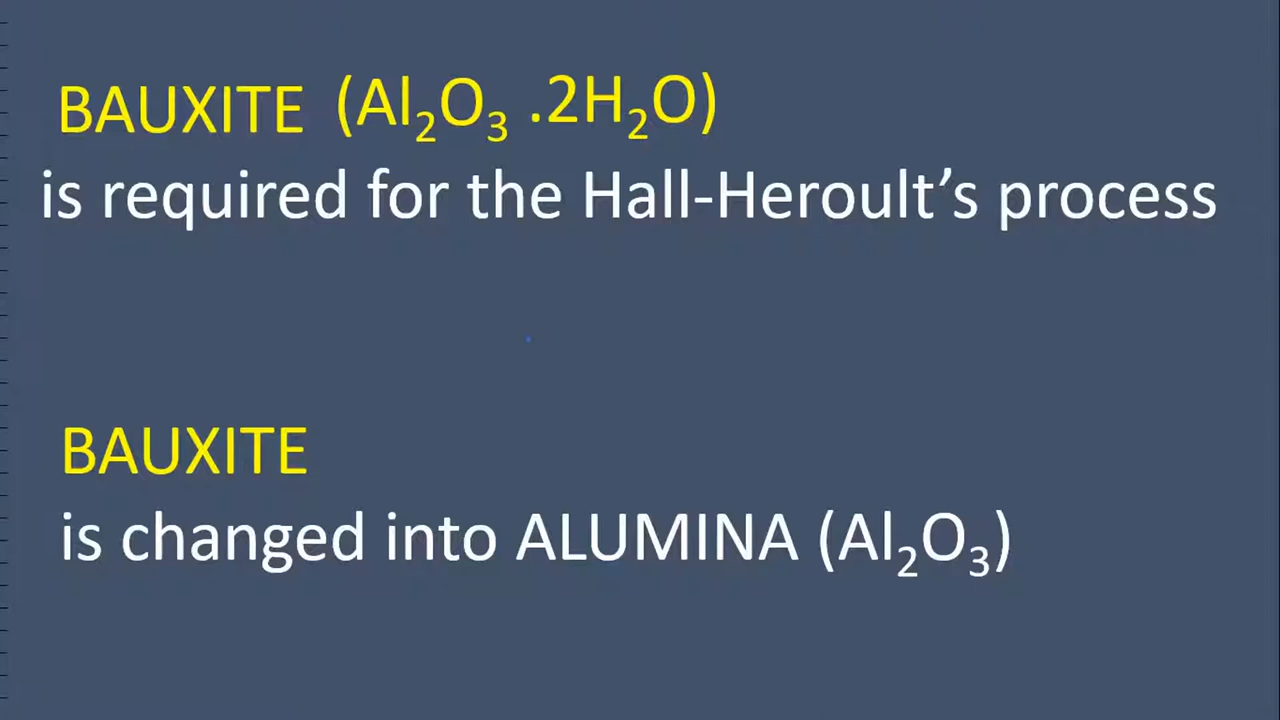 BAUXITE (Al₂O₃ .2H₂O)
is required for the Hall-Heroult’s process
BAUXITE
is changed into ALUMINA (Al₂O₃)